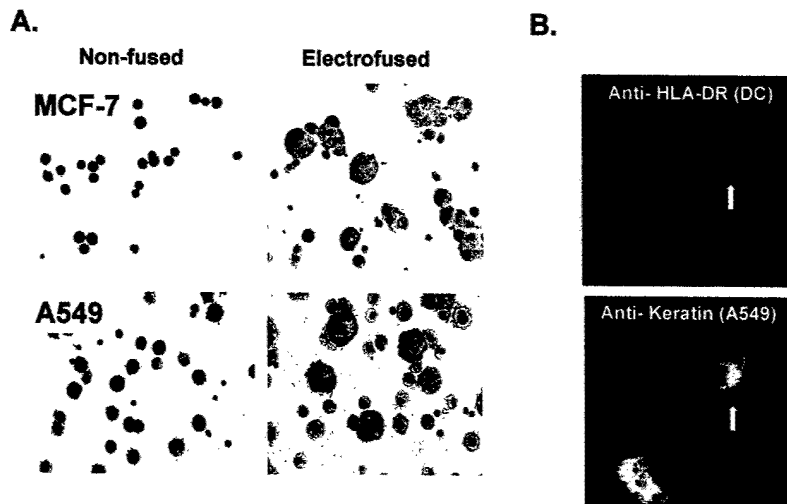 A.
Non-fused
Electrofused
MCF-7
A549
B.
Anti- HLA-DR (DC)
Anti- Keratin (A549)